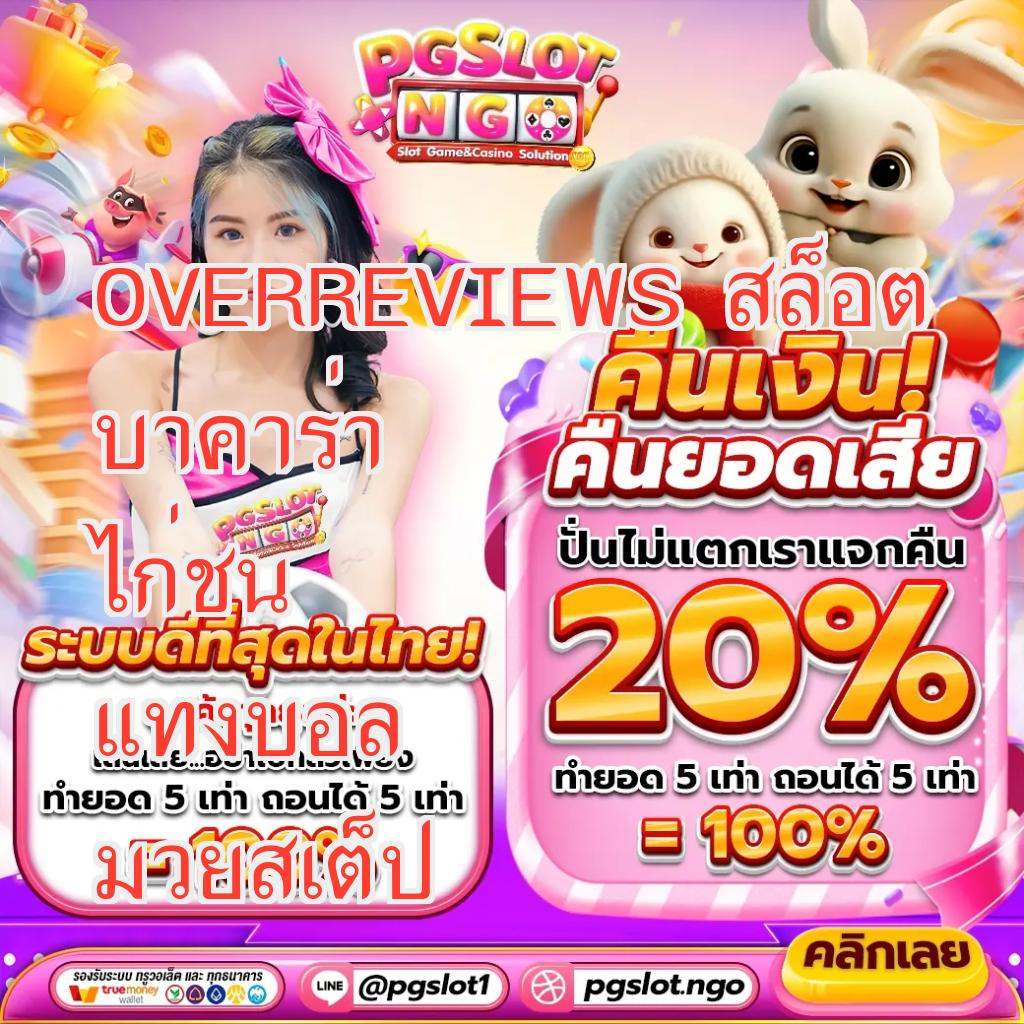 PGSLOT
NGO
Slot Game&Casino Solution
OVERREVIEWS สล็อต
บาคาร่า
ไก่ชน
แทงบอล
มวยสเต็ป
คืนเงิน!
คืนยอดเสีย
ปั่นไม่แตกเราแจกคืน
20%
ทำยอด 5 เท่า ถอนได้ 5 เท่า
= 100%
PGSLOT
NGO
ระบบดีที่สุดในไทย!
ทำยอด 5 เท่า ถอนได้ 5 เท่า
คลิกเลย
รองรับระบบ ทรูวอเล็ต และ ทุกธนาคาร
truemoney
wallet
LINE @pgslot1
pgslot.ngo